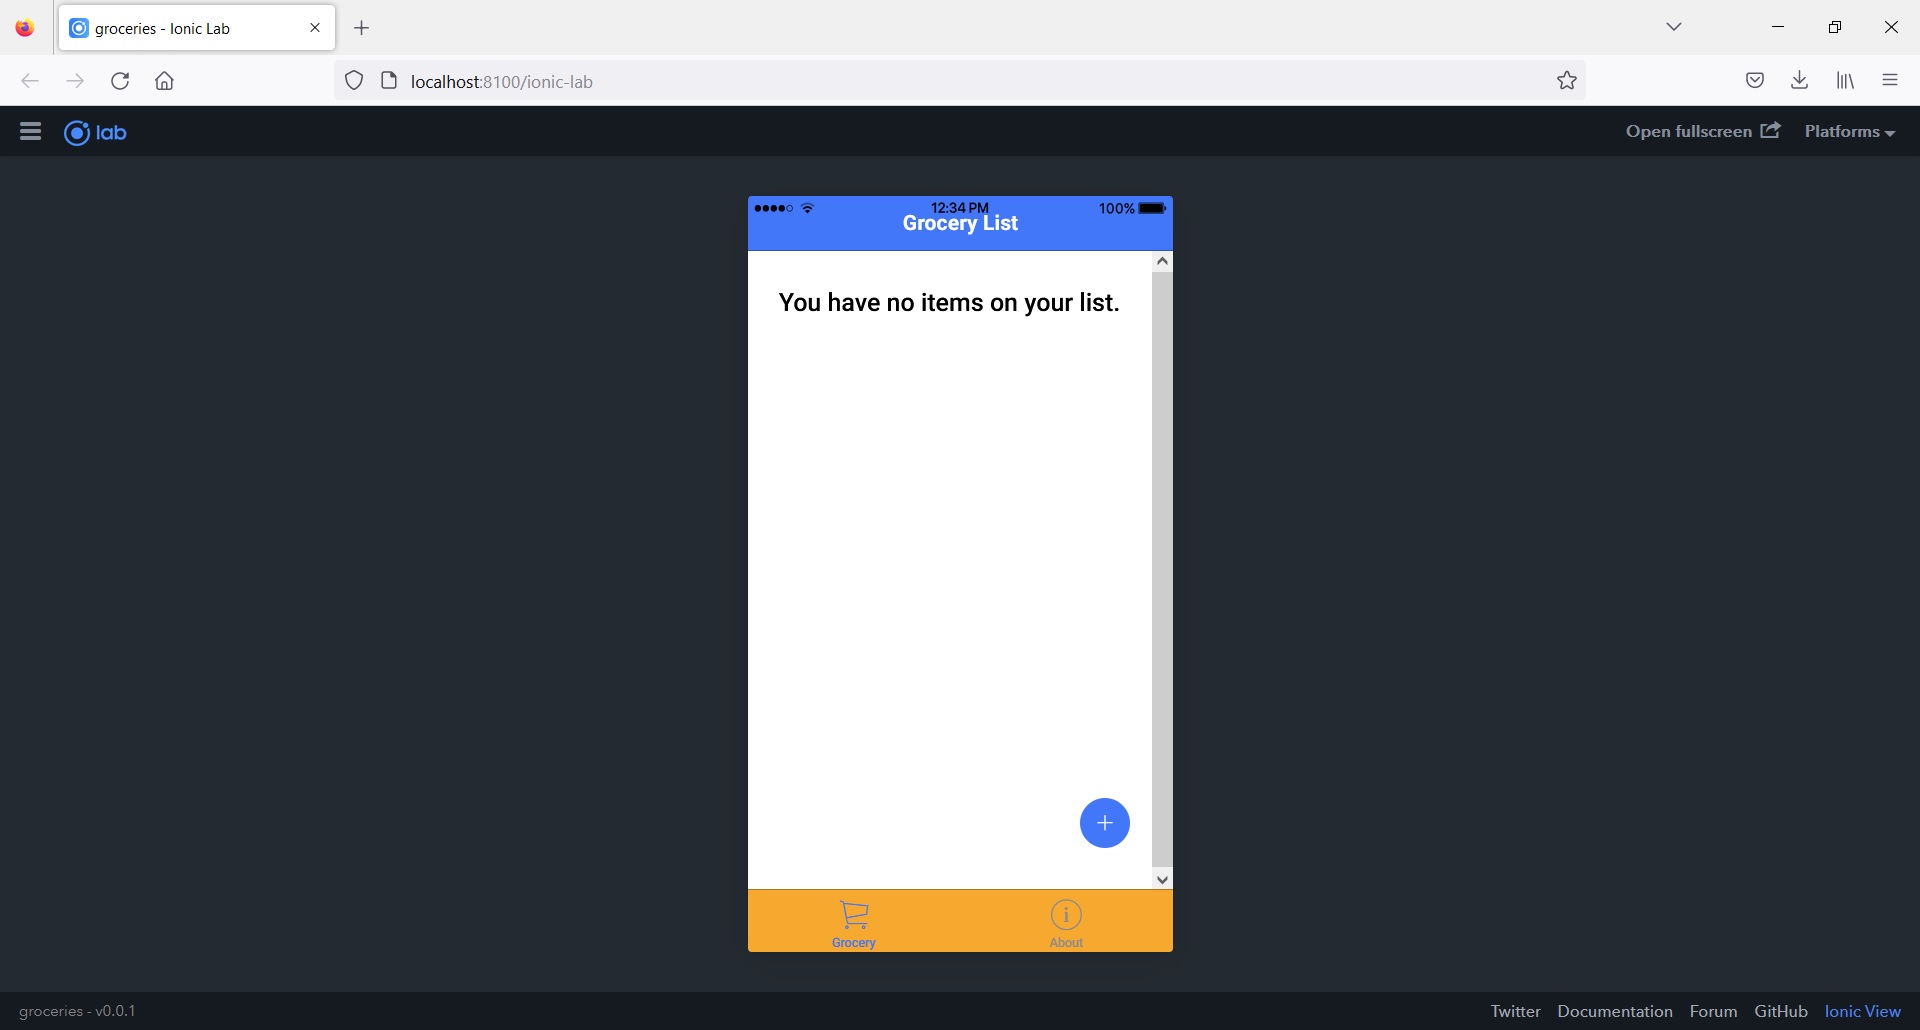 groceries - Ionic Lab
localhost:8100/ionic-lab
lab
Open fullscreen
Platforms
12:34 PM
100%
Grocery List
You have no items on your list.
Grocery
About
groceries - v0.0.1
Twitter Documentation Forum GitHub Ionic View